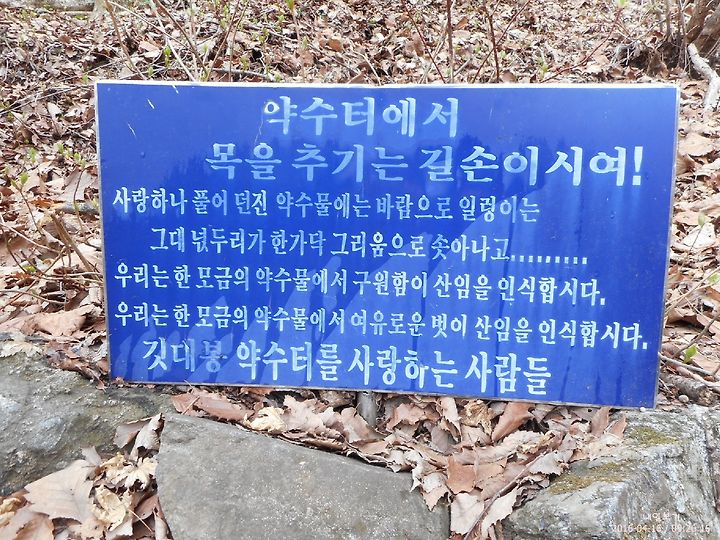 약수터에서
목을 추기는 길손이시여!
사랑하나 풀어 던진 약수물에는 바람으로 일렁이는
그대 넋두리가 한가닥 그리움으로 솟아나고..........
우리는 한 모금의 약수물에서 구원함이 산임을 인식합시다.
우리는 한 모금의 약수물에서 여유로운 벗이 산임을 인식합시다.
깃대봉 약수터를 사랑하는 사람들
2016-04-16 / 09:26:16